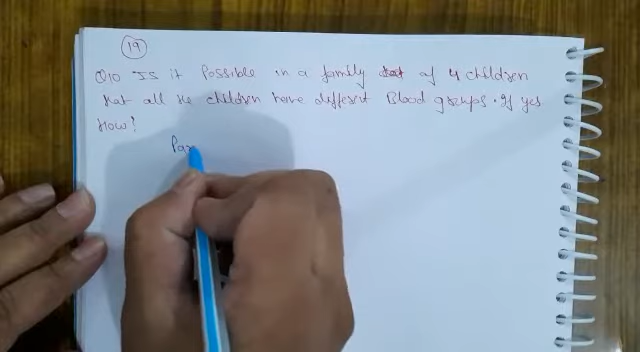 19
Q10 Is it Possible in a family of 4 children
that all the children have different Blood groups. If yes
How?
Par